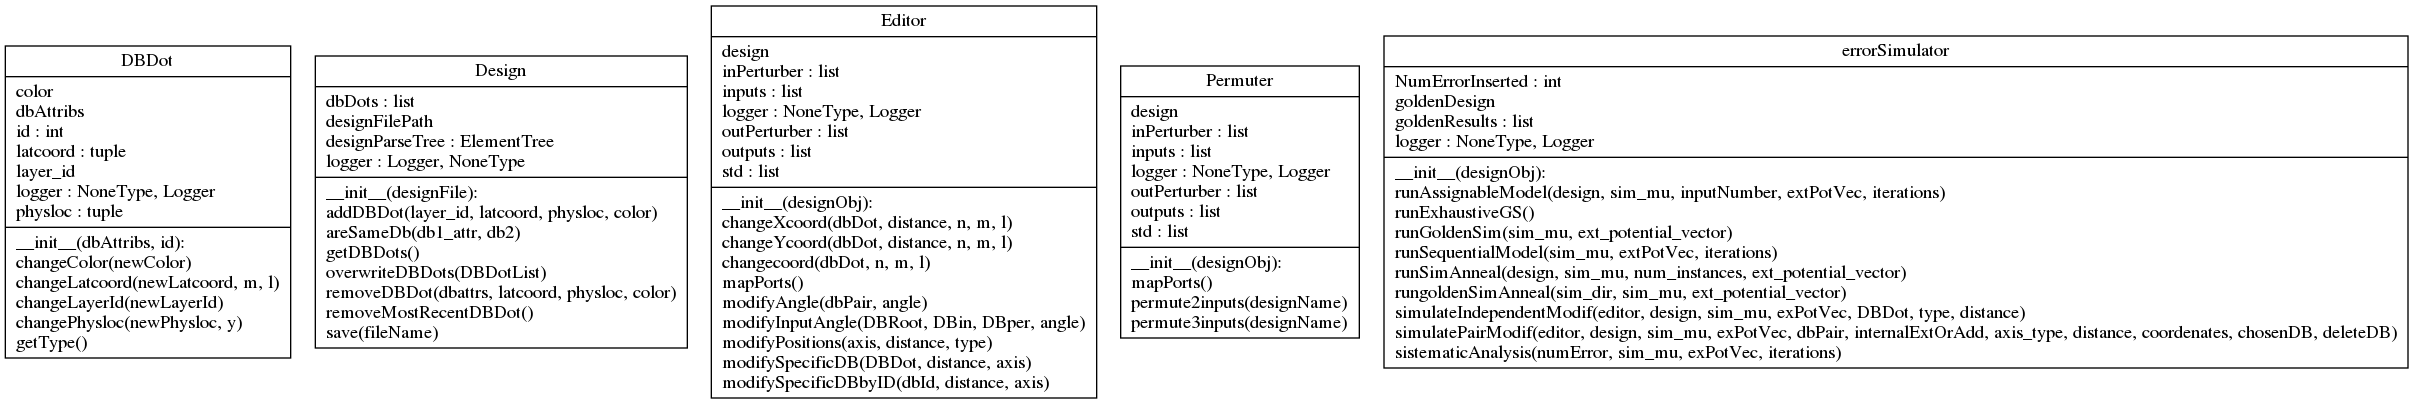 DBDot
color
dbAttribs
id : int
latcoord : tuple
layer_id
logger : NoneType, Logger
physloc : tuple
__init__(dbAttribs, id):
changeColor(newColor)
changeLatcoord(newLatcoord, m, l)
changeLayerId(newLayerId)
changePhysloc(newPhysloc, y)
getType()
Design
dbDots : list
designFilePath
designParseTree : ElementTree
logger : Logger, NoneType
__init__(designFile):
addDBDot(layer_id, latcoord, physloc, color)
areSameDb(db1_attr, db2)
getDBDots()
overwriteDBDots(DBDotList)
removeDBDot(dbattrs, latcoord, physloc, color)
removeMostRecentDBDot()
save(fileName)
Editor
design
inPerturber : list
inputs : list
logger : NoneType, Logger
outPerturber : list
outputs : list
std : list
__init__(designObj):
changeXcoord(dbDot, distance, n, m, l)
changeYcoord(dbDot, distance, n, m, l)
changecoord(dbDot, n, m, l)
mapPorts()
modifyAngle(dbPair, angle)
modifyInputAngle(DBRoot, DBin, DBper, angle)
modifyPositions(axis, distance, type)
modifySpecificDB(DBDot, distance, axis)
modifySpecificDBbyID(dbId, distance, axis)
Permuter
design
inPerturber : list
inputs : list
logger : NoneType, Logger
outPerturber : list
outputs : list
std : list
__init__(designObj):
mapPorts()
permute2inputs(designName)
permute3inputs(designName)
errorSimulator
NumErrorInserted : int
goldenDesign
goldenResults : list
logger : NoneType, Logger
__init__(designObj):
runAssignableModel(design, sim_mu, inputNumber, extPotVec, iterations)
runExhaustiveGS()
runGoldenSim(sim_mu, ext_potential_vector)
runSequentialModel(sim_mu, extPotVec, iterations)
runSimAnneal(design, sim_mu, num_instances, ext_potential_vector)
rungoldenSimAnneal(sim_dir, sim_mu, ext_potential_vector)
simulateIndependentModif(editor, design, sim_mu, exPotVec, DBDot, type, distance)
simulatePairModif(editor, design, sim_mu, exPotVec, dbPair, internalExtOrAdd, axis_type, distance, coordenates, chosenDB, deleteDB)
sistematicAnalysis(numError, sim_mu, exPotVec, iterations)